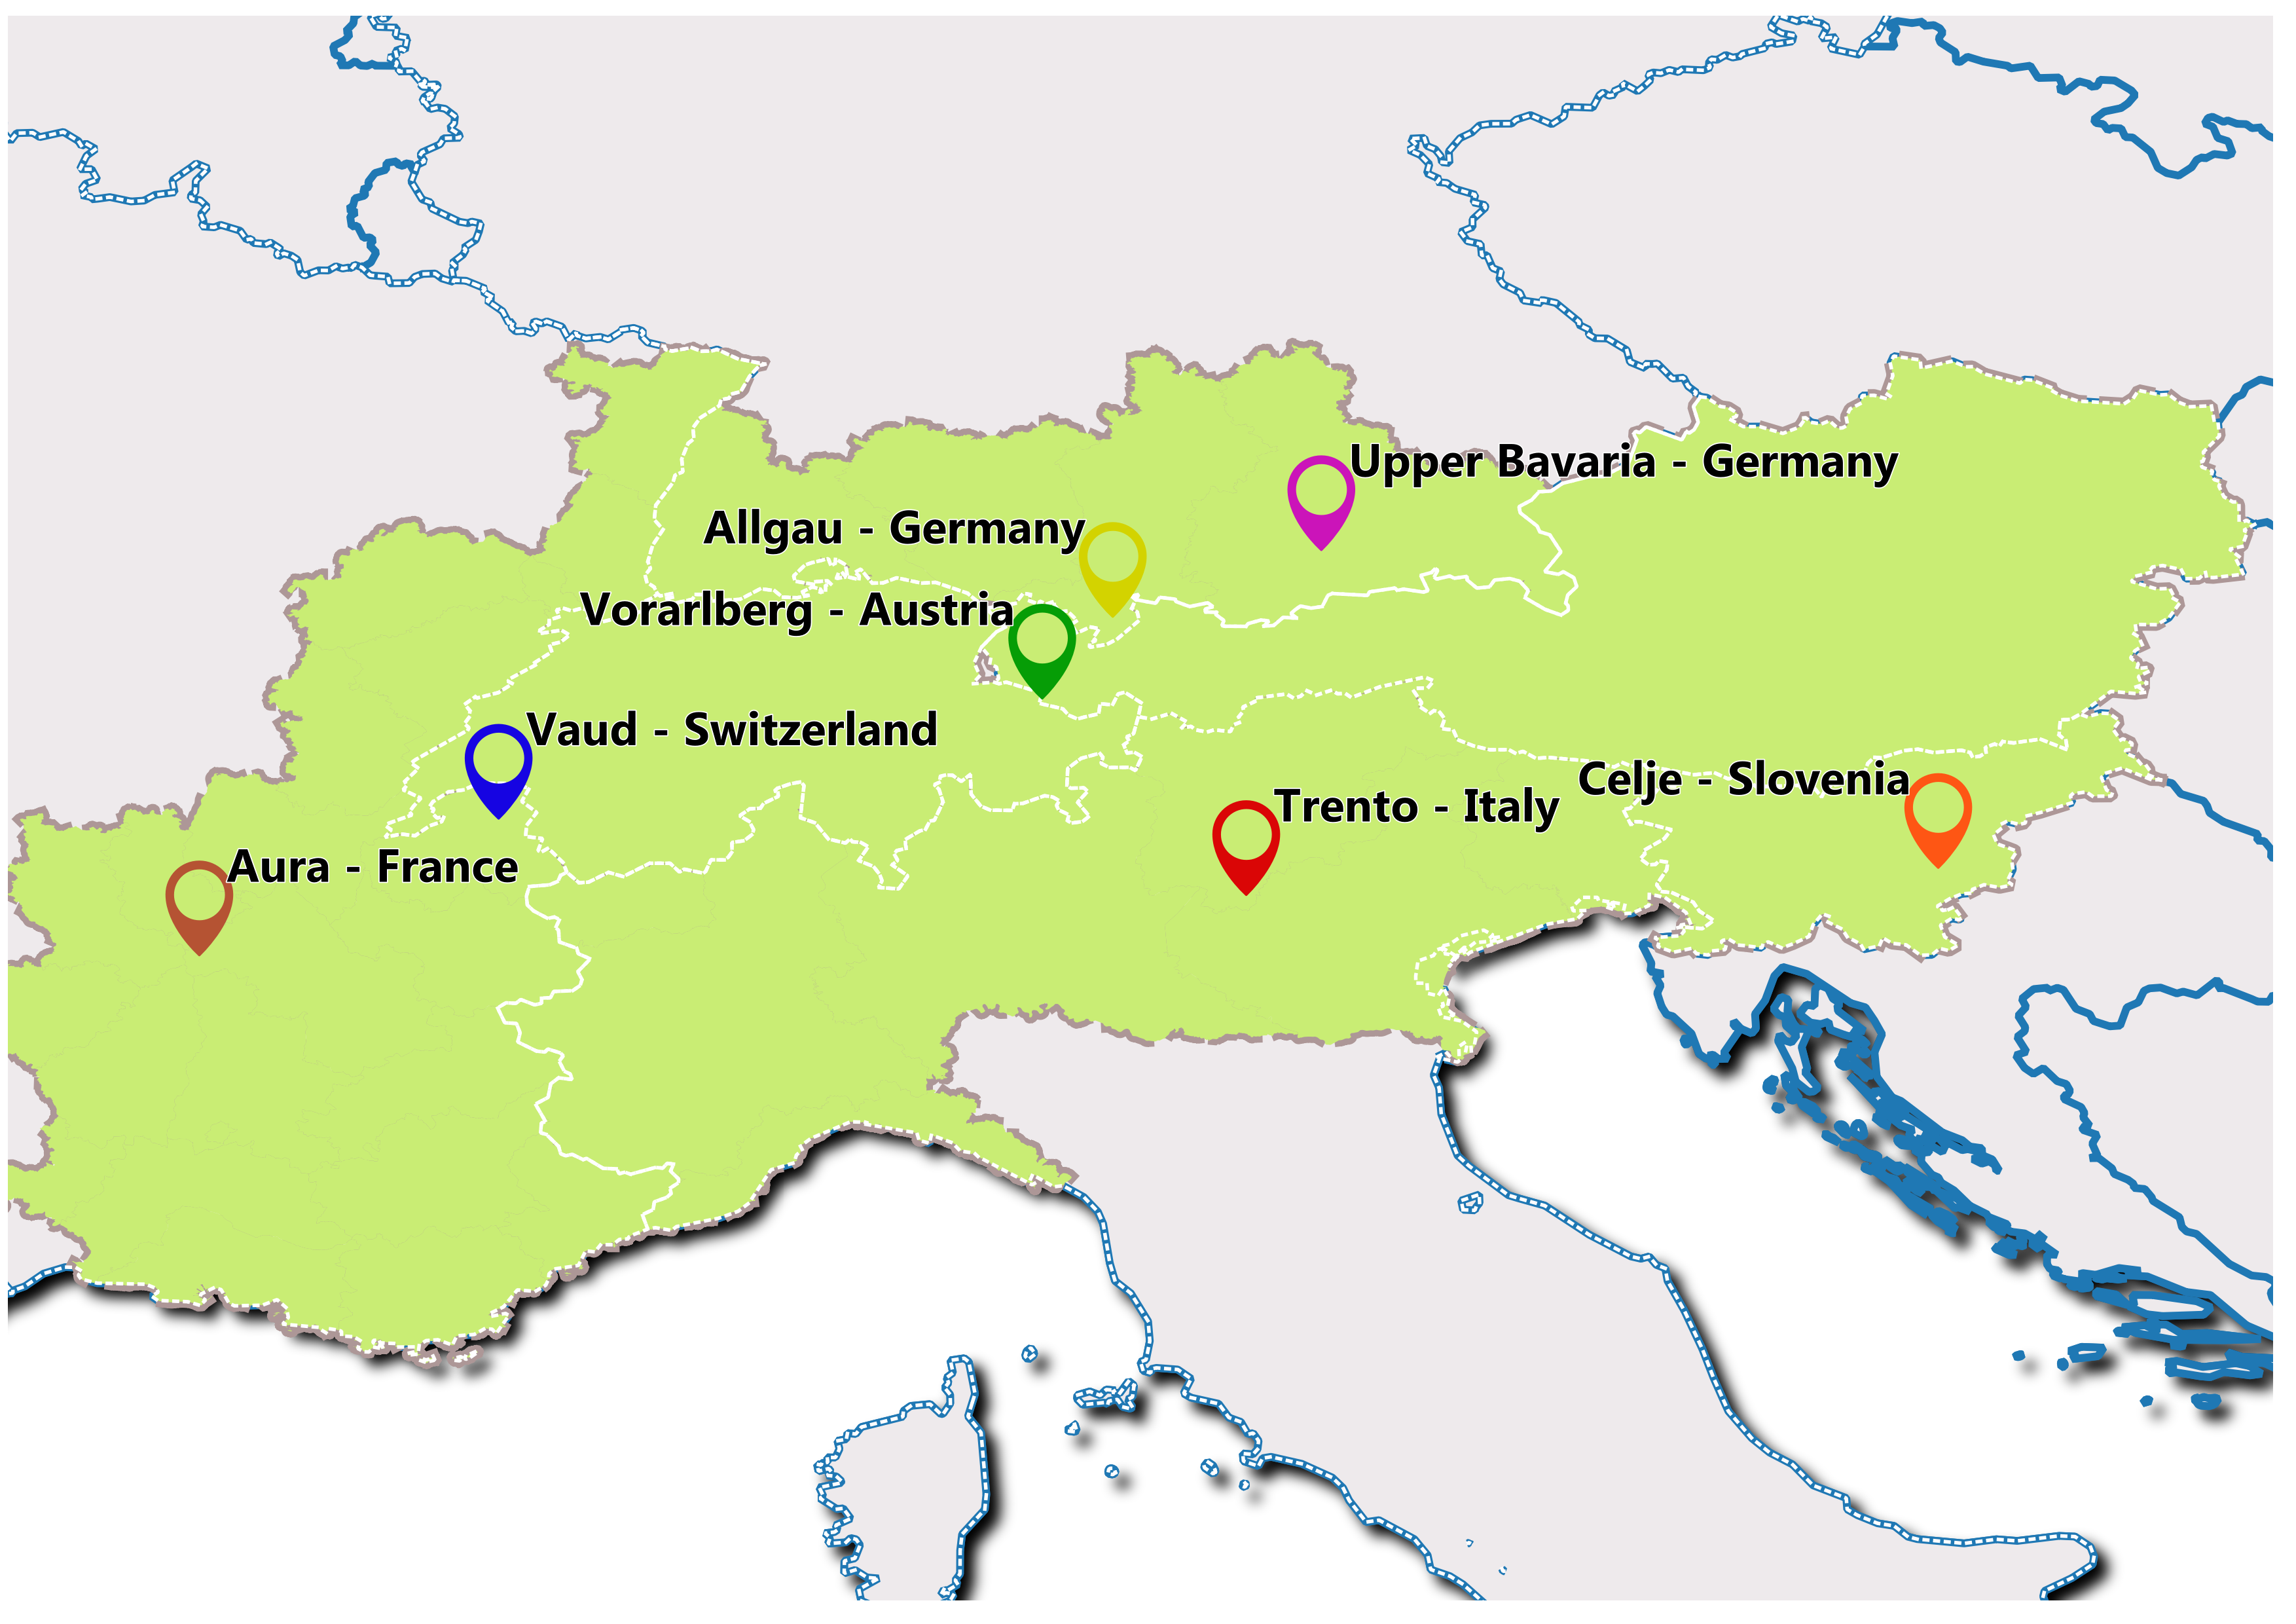 Upper Bavaria - Germany
Allgau - Germany
Vorarlberg - Austria
Vaud - Switzerland
Celje - Slovenia
Trento - Italy
Aura - France